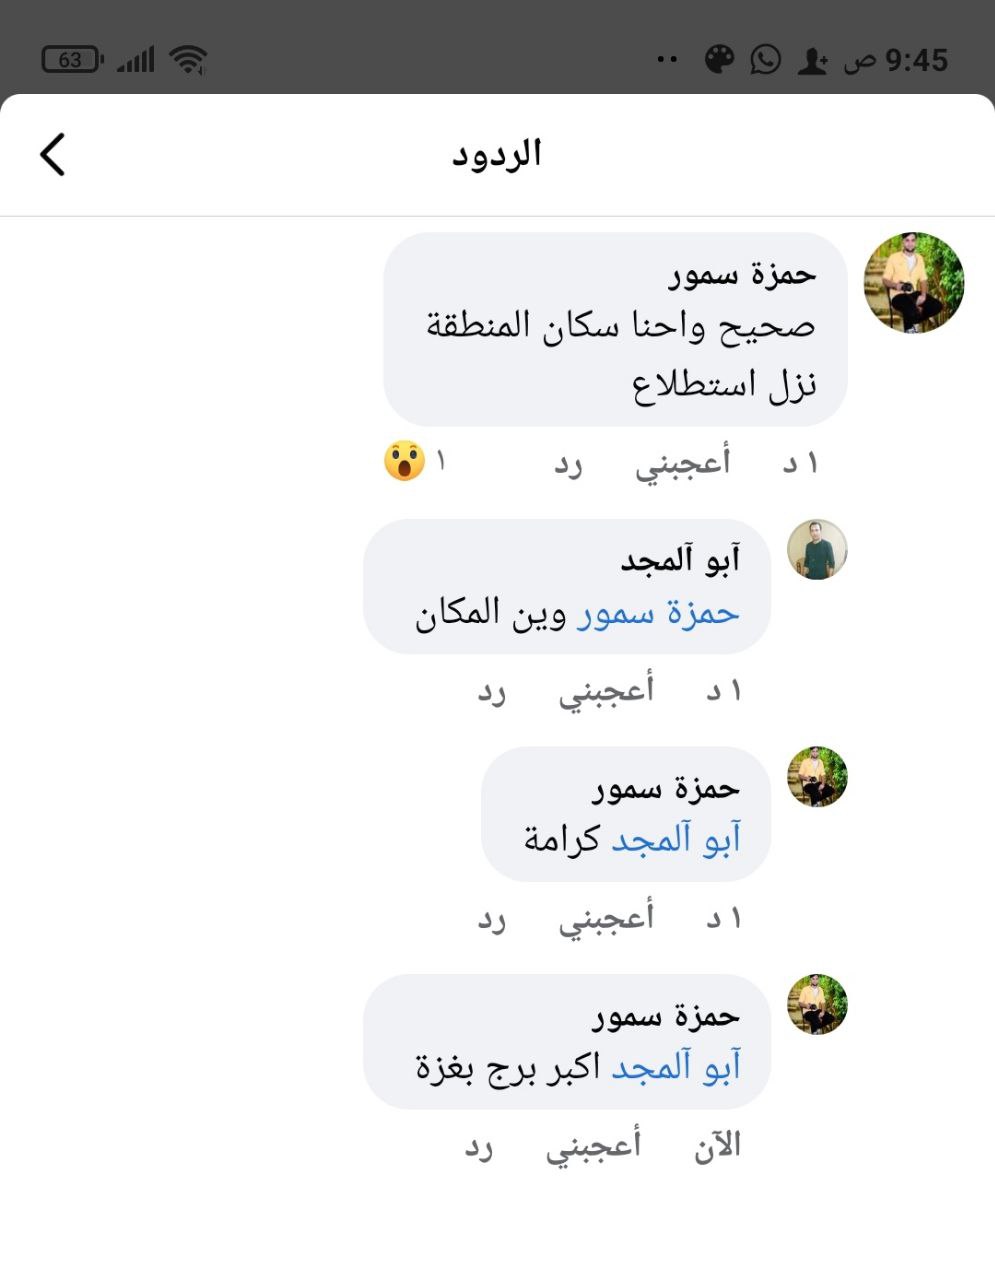 9:45 ص
63
الردود
حمزة سمور
صحيح واحنا سكان المنطقة
نزل استطلاع
١ د أعجبني رد ١
آبو آلمجد
حمزة سمور وين المكان
١ د أعجبني رد
حمزة سمور
آبو آلمجد كرامة
١ د أعجبني رد
حمزة سمور
آبو آلمجد اكبر برج بغزة
الآن أعجبني رد